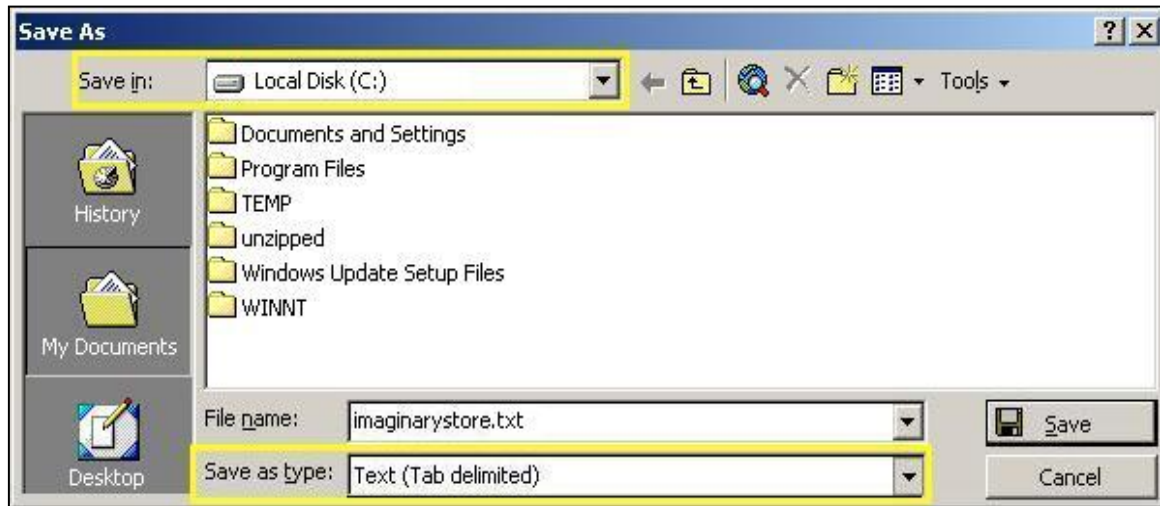 Save As
Save in: Local Disk (C:) Tools
Documents and Settings
Program Files
TEMP
unzipped
Windows Update Setup Files
WINNT
History
My Documents
Desktop
File name: imaginarystore.txt Save
Save as type: Text (Tab delimited) Cancel